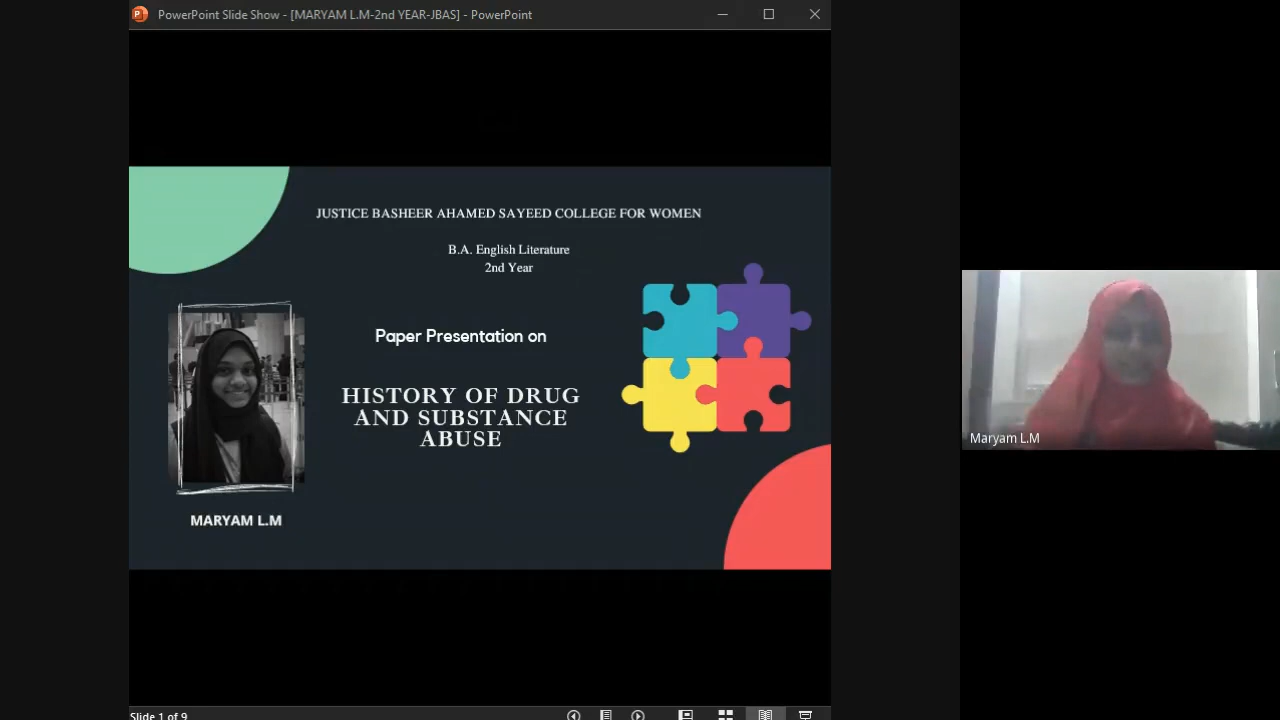 PowerPoint Slide Show - [MARYAM L.M-2nd YEAR-JBAS] - PowerPoint
JUSTICE BASHEER AHAMED SAYEED COLLEGE FOR WOMEN
B.A. English Literature
2nd Year
Paper Presentation on
HISTORY OF DRUG
AND SUBSTANCE
ABUSE
MARYAM L.M
Maryam L.M
Slide 1 of 9